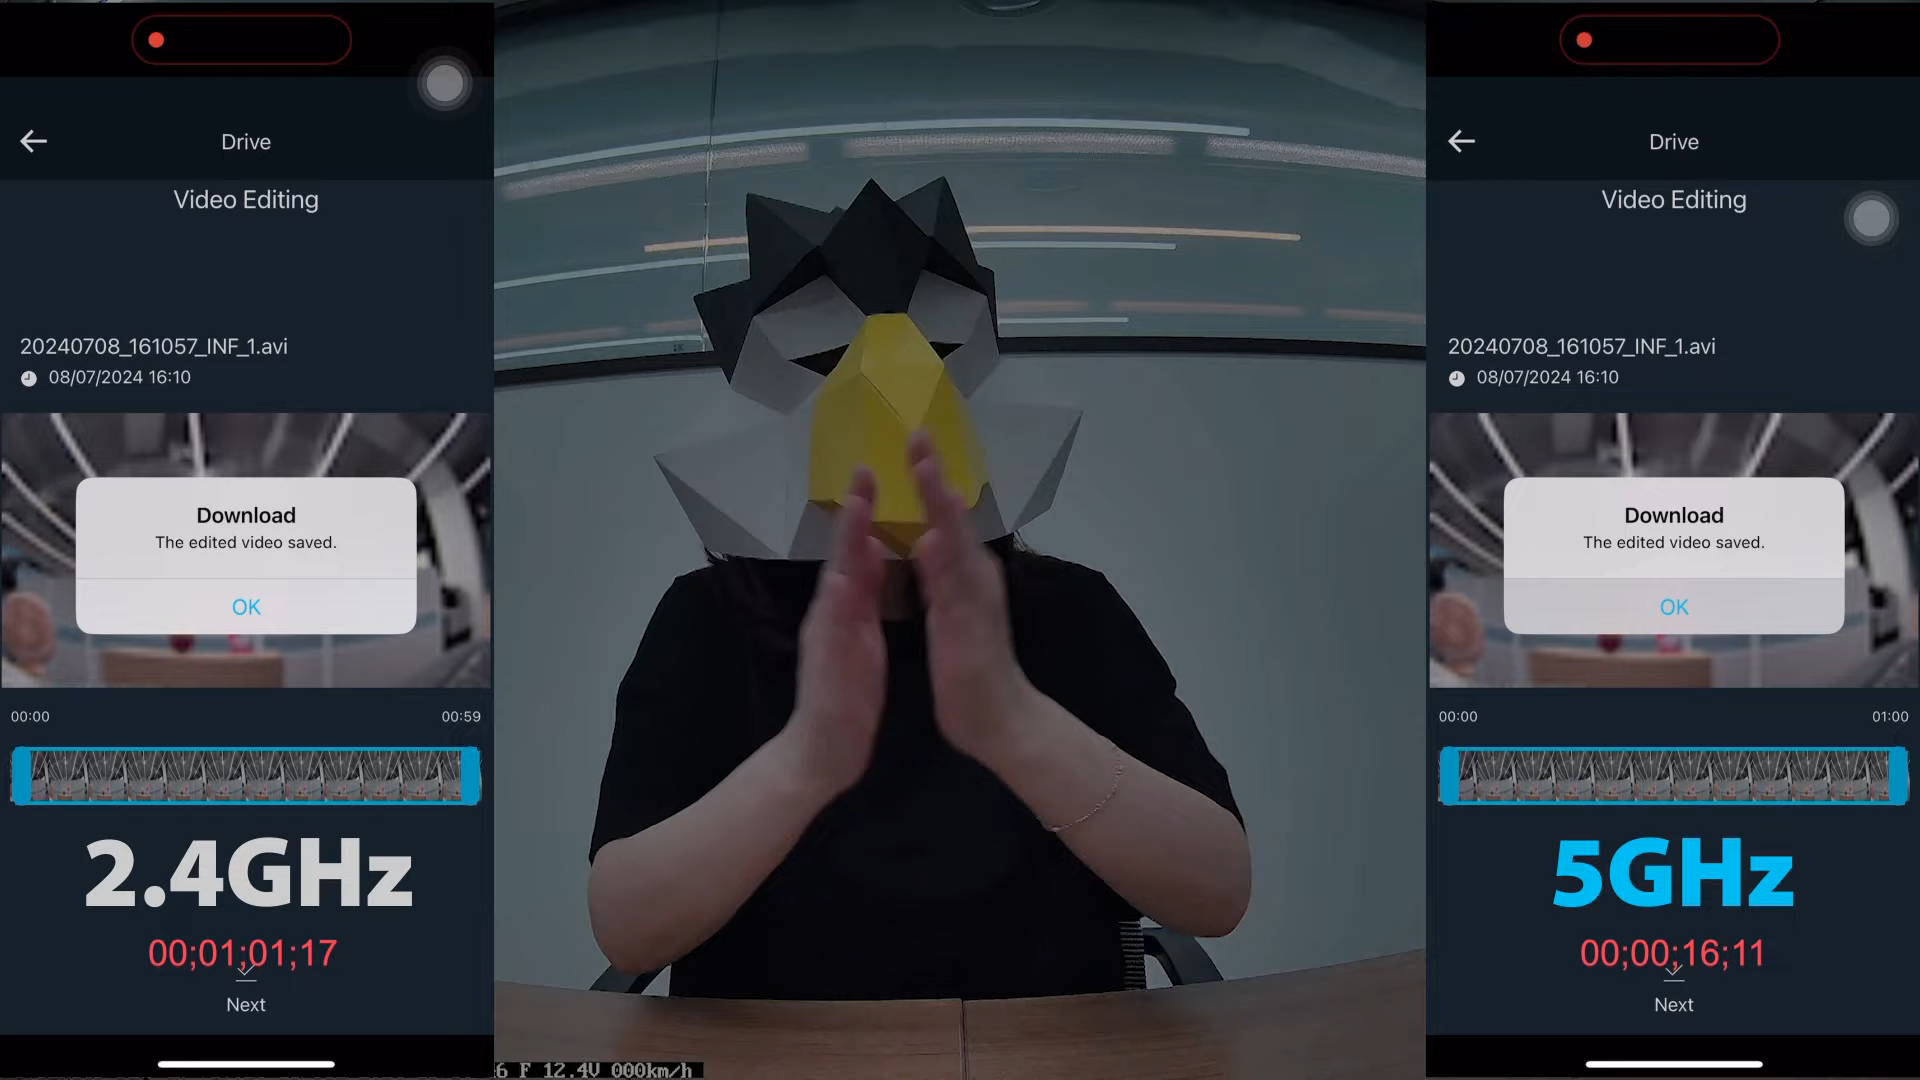 Drive
Video Editing
20240708_161057_INF_1.avi
08/07/2024 16:10
Download
The edited video saved.
OK
00:00 00:59
2.4GHz
00;01;01;17
Next
6 F 12.4V 000km/h
Drive
Video Editing
20240708_161057_INF_1.avi
08/07/2024 16:10
Download
The edited video saved.
OK
00:00 01:00
5GHz
00;00;16;11
Next